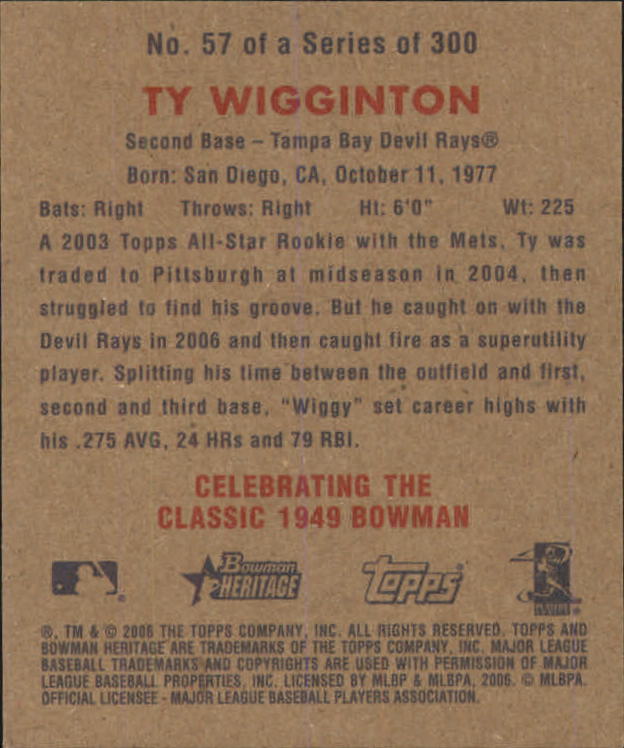 No. 57 of a Series of 300
TY WIGGINTON
Second Base – Tampa Bay Devil Rays®
Born: San Diego, CA, October 11, 1977
Bats: Right Throws: Right Ht: 6'0" Wt: 225
A 2003 Topps All-Star Rookie with the Mets, Ty was
traded to Pittsburgh at midseason in 2004, then
struggled to find his groove. But he caught on with the
Devil Rays in 2006 and then caught fire as a superutility
player. Splitting his time between the outfield and first,
second and third base, "Wiggy" set career highs with
his .275 AVG, 24 HRs and 79 RBI.
CELEBRATING THE
CLASSIC 1949 BOWMAN
Bowman
HERITAGE
Topps
®, TM & © 2006 THE TOPPS COMPANY, INC. ALL RIGHTS RESERVED. TOPPS AND
BOWMAN HERITAGE ARE TRADEMARKS OF THE TOPPS COMPANY, INC. MAJOR LEAGUE
BASEBALL TRADEMARKS AND COPYRIGHTS ARE USED WITH PERMISSION OF MAJOR
LEAGUE BASEBALL PROPERTIES, INC. LICENSED BY MLBP & MLBPA, 2006. © MLBPA.
OFFICIAL LICENSEE - MAJOR LEAGUE BASEBALL PLAYERS ASSOCIATION.